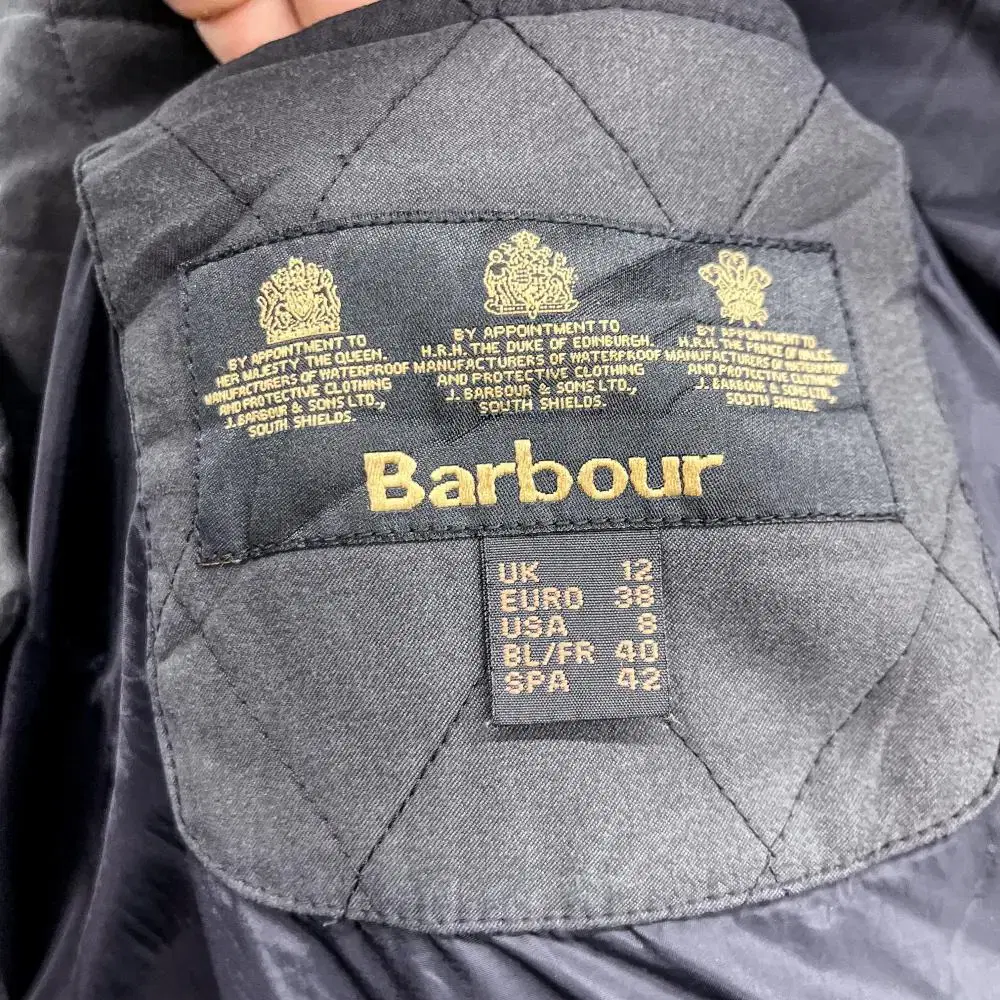 BY APPOINTMENT TO
HER MAJESTY THE QUEEN.
MANUFACTURERS OF WATERPROOF
AND PROTECTIVE CLOTHING
J. BARBOUR & SONS LTD.,
SOUTH SHIELDS.
BY APPOINTMENT TO
H.R.H. THE DUKE OF EDINBURGH.
MANUFACTURERS OF WATERPROOF
AND PROTECTIVE CLOTHING
J. BARBOUR & SONS LTD.,
SOUTH SHIELDS.
BY APPOINTMENT TO
H.R.H. THE PRINCE OF WALES.
MANUFACTURERS OF WATERPROOF
AND PROTECTIVE CLOTHING
J. BARBOUR & SONS LTD.,
SOUTH SHIELDS.
Barbour
UK 12
EURO 38
USA 8
BL/FR 40
SPA 42